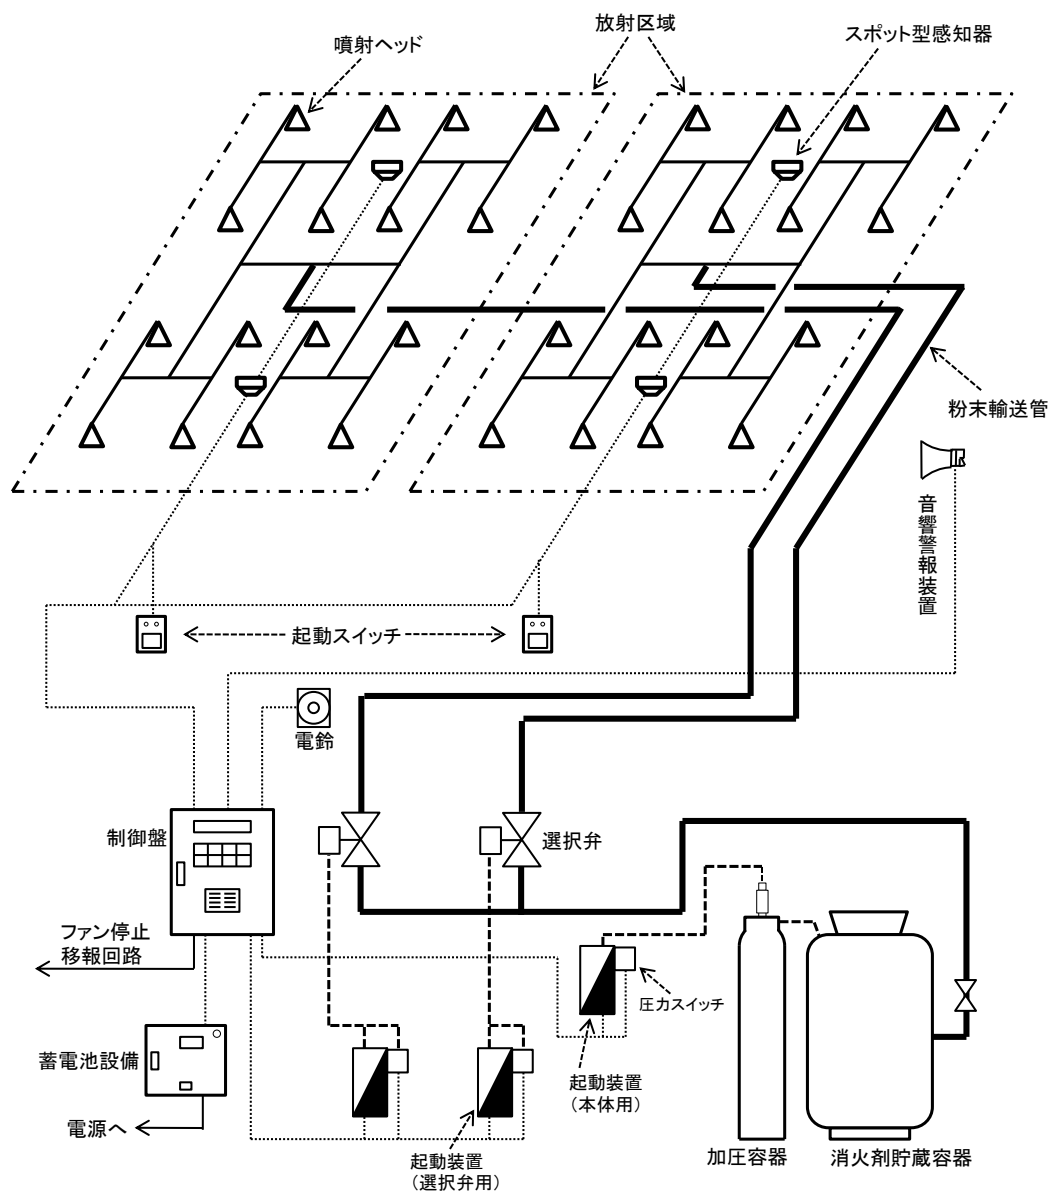 放射区域
スポット型感知器
噴射ヘッド
粉末輸送管
音響警報装置
起動スイッチ
電鈴
制御盤
選択弁
ファン停止
移報回路
圧力スイッチ
蓄電池設備
起動装置
（本体用）
電源へ
起動装置
（選択弁用）
加圧容器
消火剤貯蔵容器